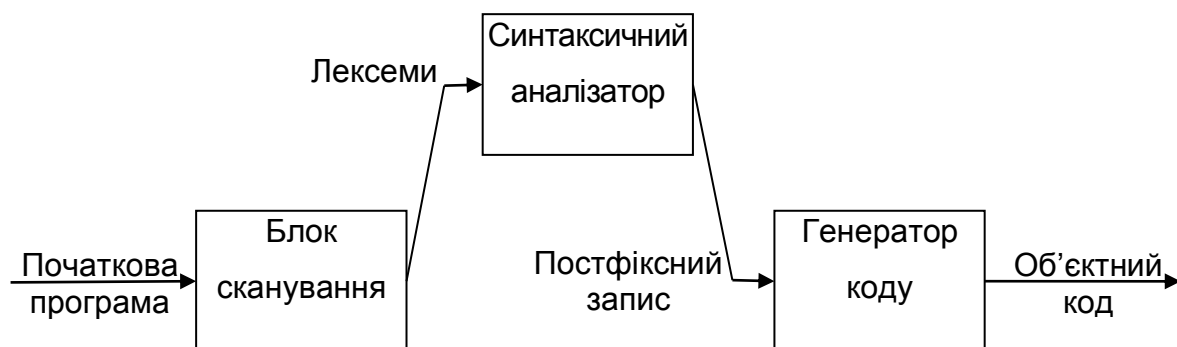 Синтаксичний
аналізатор
Лексеми
Блок
сканування
Початкова
програма
Постфіксний
запис
Генератор
коду
Об’єктний
код